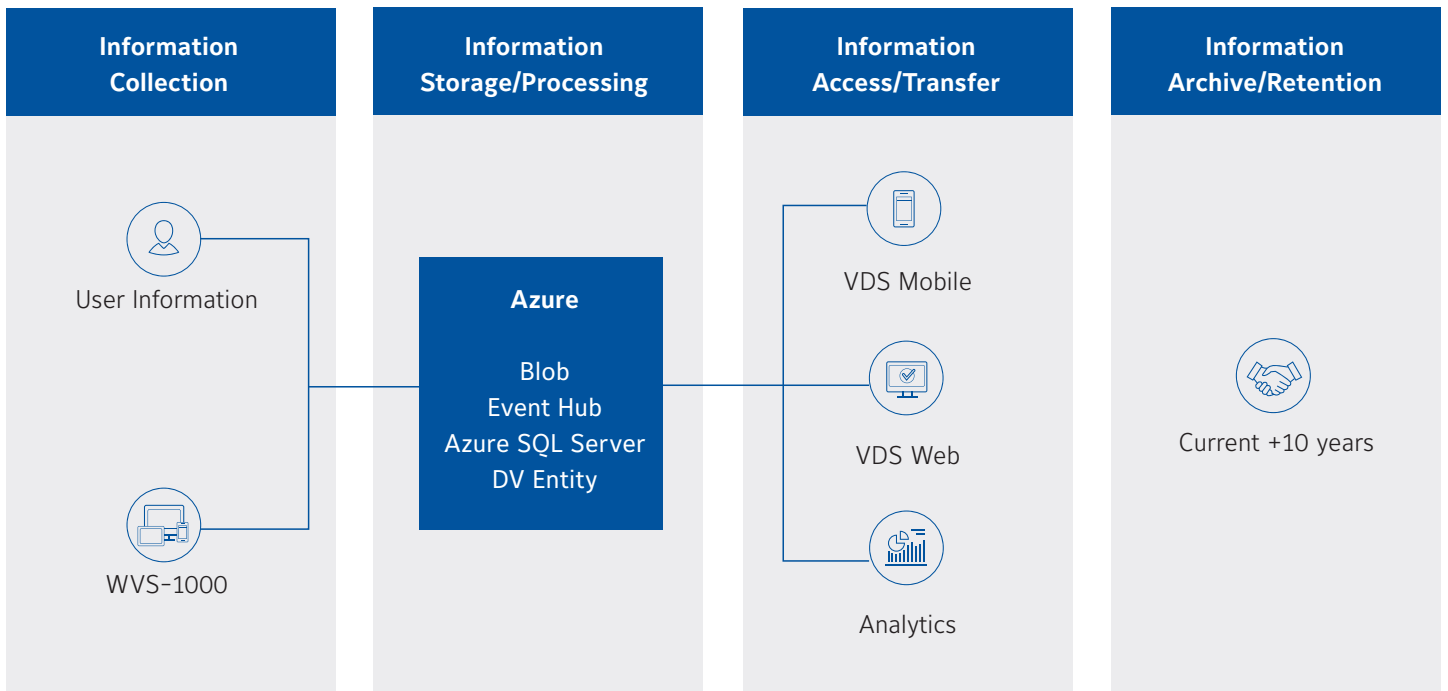 Information
Collection
Information
Storage/Processing
Information
Access/Transfer
Information
Archive/Retention
User Information
WVS-1000
Azure
Blob
Event Hub
Azure SQL Server
DV Entity
VDS Mobile
VDS Web
Analytics
Current +10 years